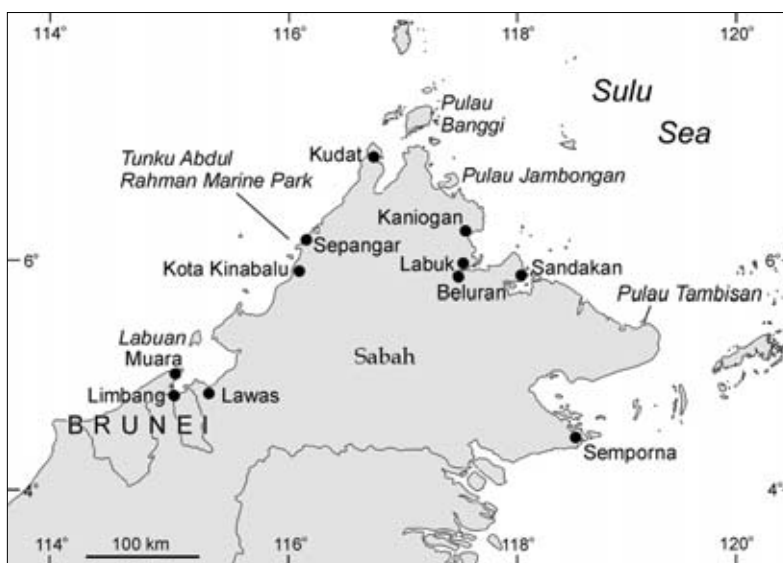 114°
116°
118°
120°
Sulu
Sea
Pulau
Banggi
Kudat
Tunku Abdul
Rahman Marine Park
Pulau Jambongan
Kaniogan
Sepangar
6°
6°
Kota Kinabalu
Labuk
Sandakan
Beluran
Pulau Tambisan
Labuan
Muara
Sabah
Limbang
Lawas
BRUNEI
Semporna
4°
4°
114°
100 km
116°
118°
120°